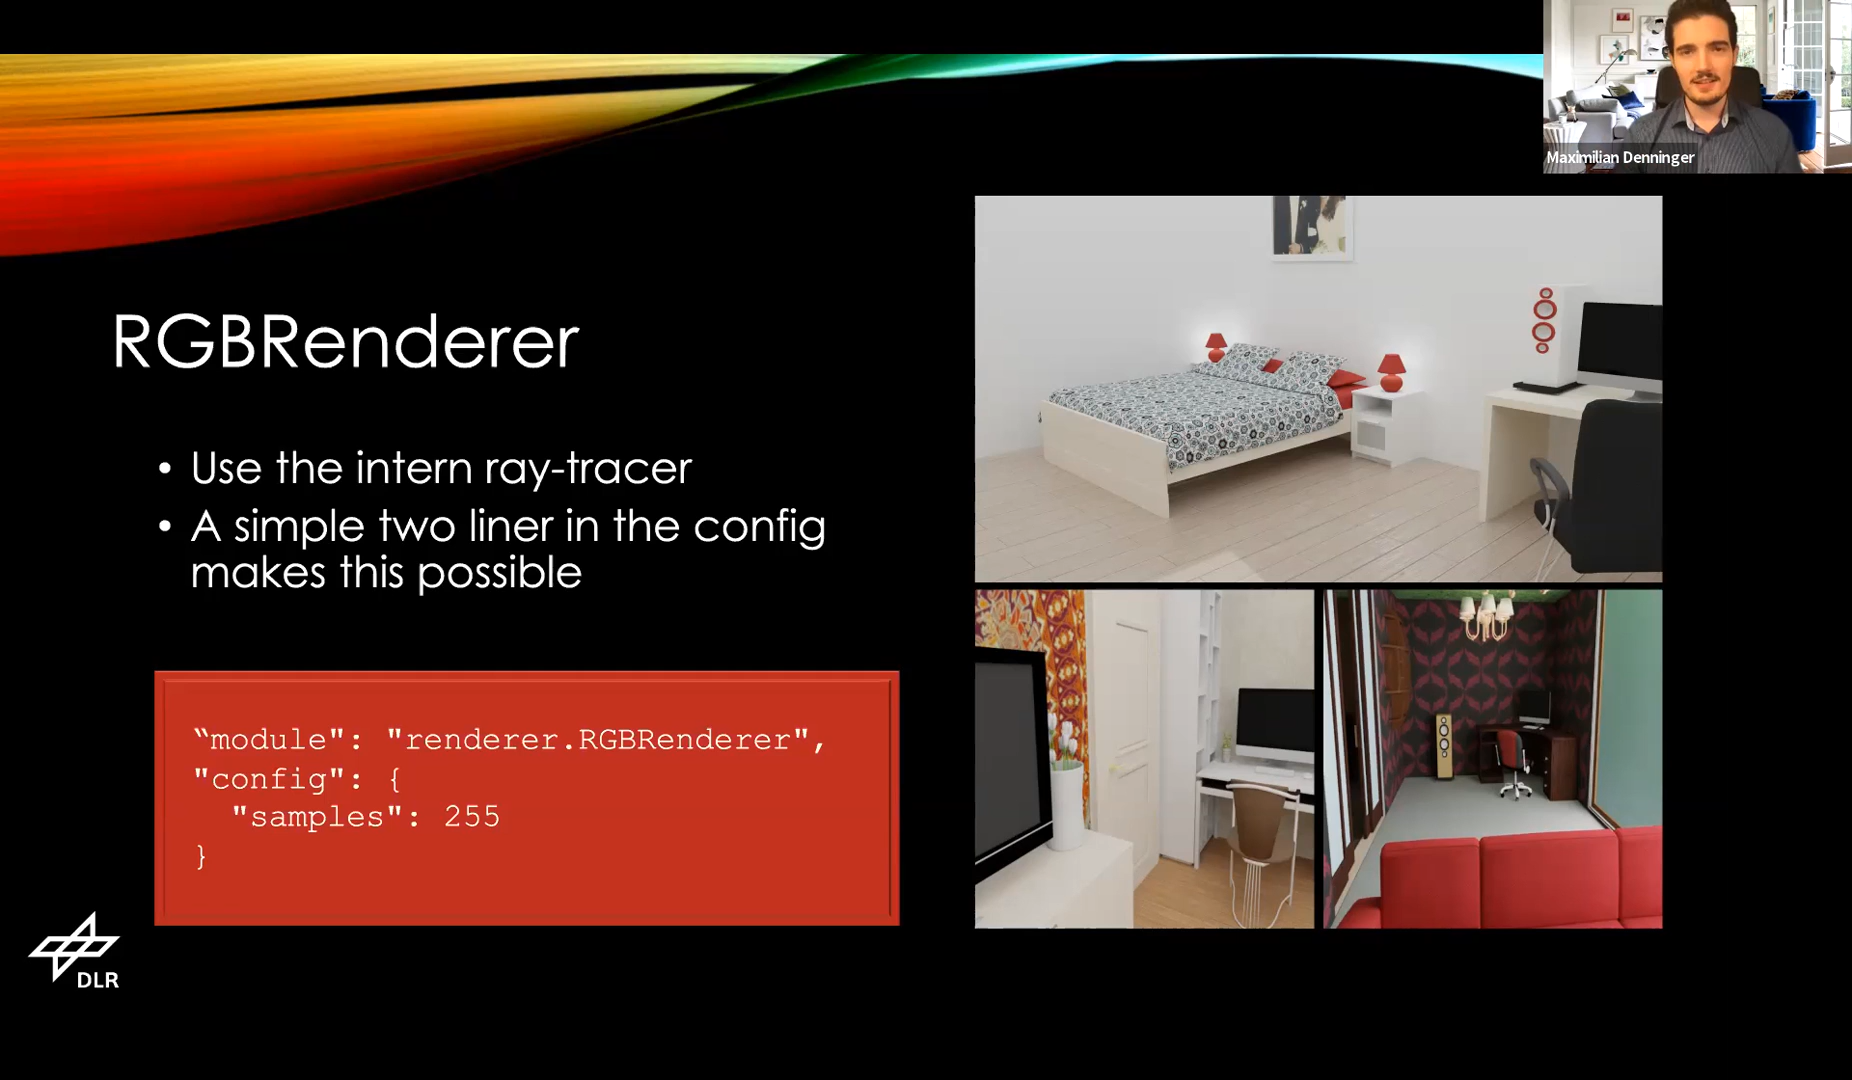 Maximilian Denninger
RGBRenderer
• Use the intern ray-tracer
• A simple two liner in the config
makes this possible
“module": "renderer.RGBRenderer",
"config": {
  "samples": 255
}
DLR